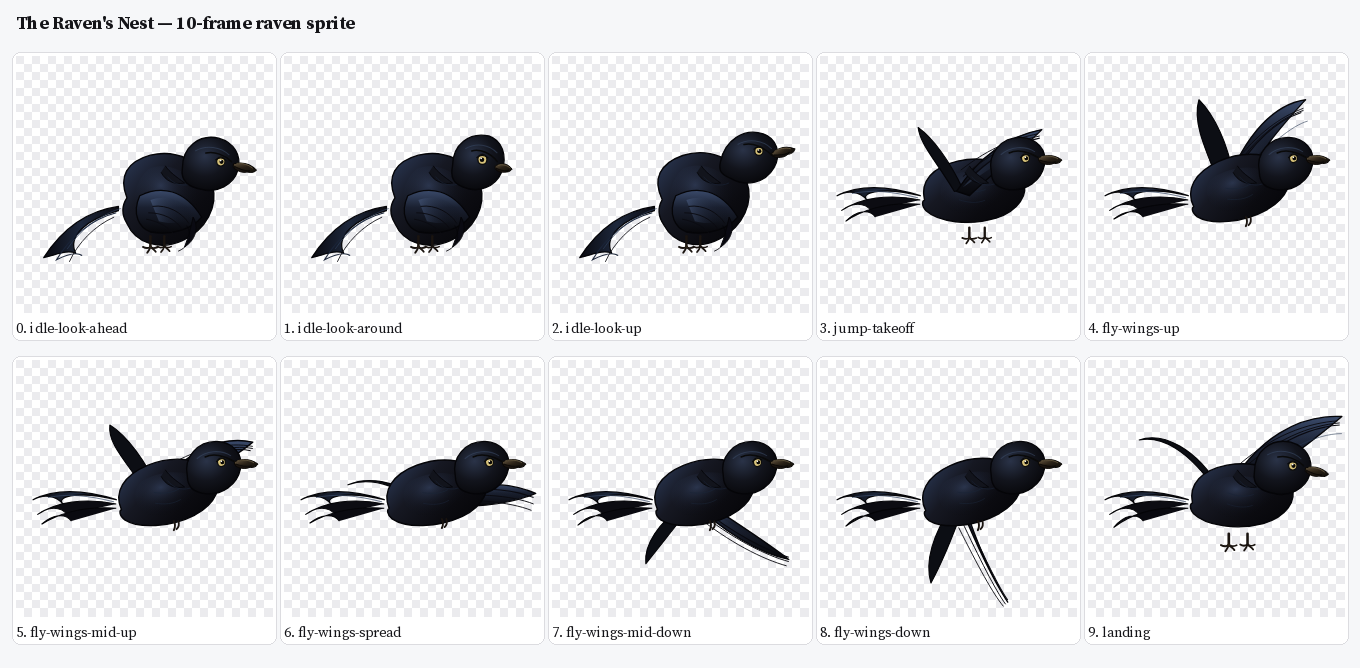 The Raven's Nest — 10-frame raven sprite
0. idle-look-ahead
1. idle-look-around
2. idle-look-up
3. jump-takeoff
4. fly-wings-up
5. fly-wings-mid-up
6. fly-wings-spread
7. fly-wings-mid-down
8. fly-wings-down
9. landing